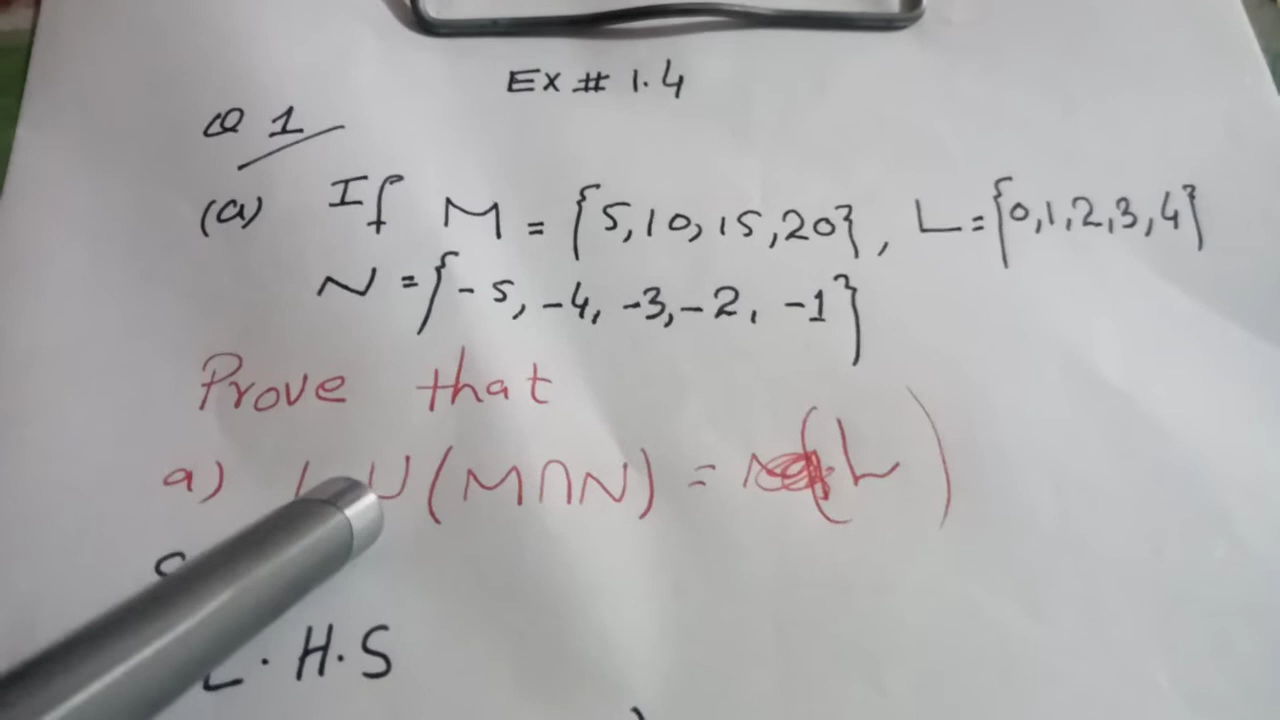 Ex # 1.4
Q 1
(a) If M = {5,10,15,20}, L={0,1,2,3,4}
N={-5,-4,-3,-2,-1}
Prove that
a) L U (M∩N) = (L )
L.H.S